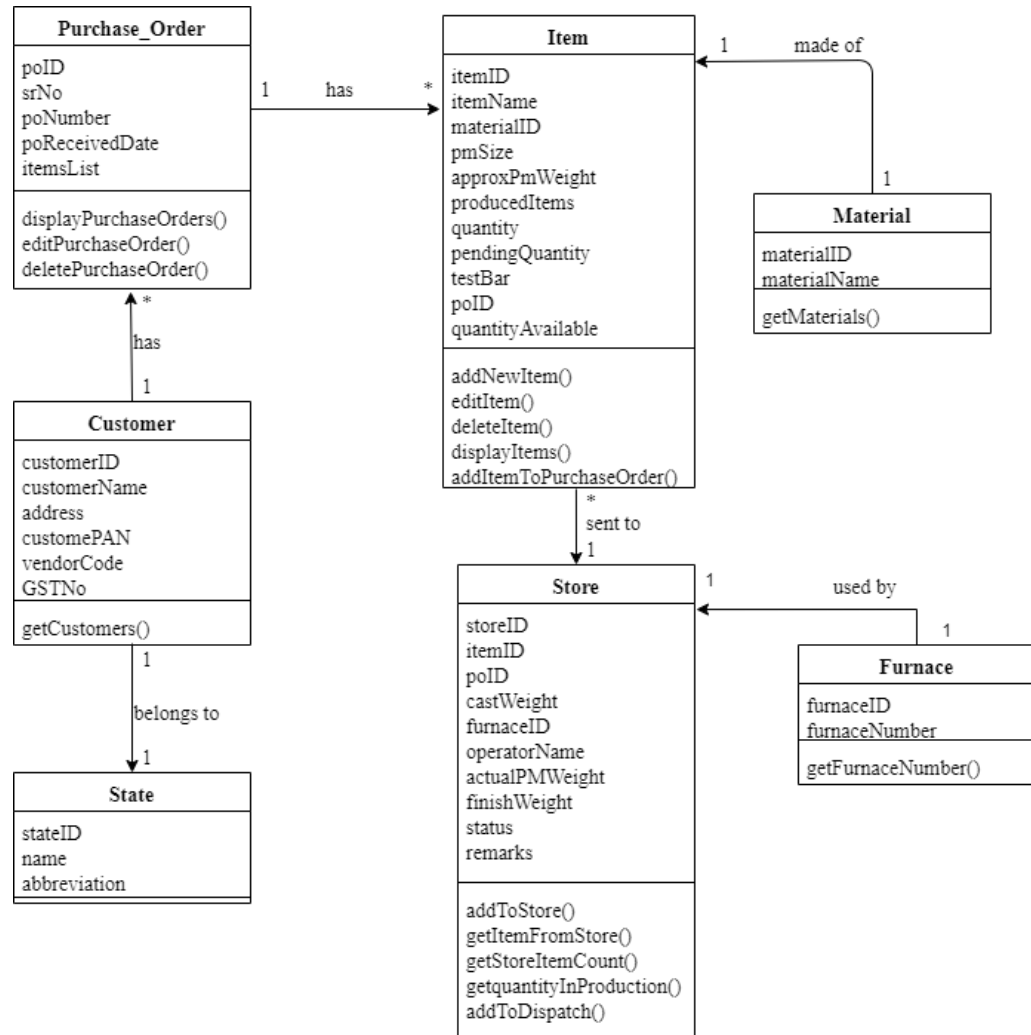 Purchase_Order
poID
srNo
poNumber
poReceivedDate
itemsList
displayPurchaseOrders()
editPurchaseOrder()
deletePurchaseOrder()
1
has
*
Item
itemID
itemName
materialID
pmSize
approxPmWeight
producedItems
quantity
pendingQuantity
testBar
poID
quantityAvailable
addNewItem()
editItem()
deleteItem()
displayItems()
addItemToPurchaseOrder()
1
made of
1
Material
materialID
materialName
getMaterials()
*
has
1
Customer
customerID
customerName
address
customePAN
vendorCode
GSTNo
getCustomers()
1
belongs to
1
State
stateID
name
abbreviation
*
sent to
1
Store
storeID
itemID
poID
castWeight
furnaceID
operatorName
actualPMWeight
finishWeight
status
remarks
addToStore()
getItemFromStore()
getStoreItemCount()
getquantityInProduction()
addToDispatch()
1
used by
1
Furnace
furnaceID
furnaceNumber
getFurnaceNumber()